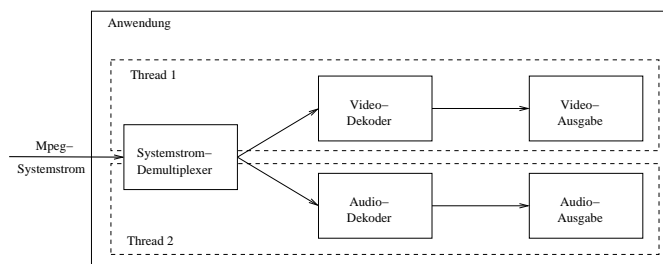 Anwendung
Thread 1
Video–
Dekoder
Video–
Ausgabe
Mpeg–
Systemstrom
Systemstrom–
Demultiplexer
Audio–
Dekoder
Audio–
Ausgabe
Thread 2